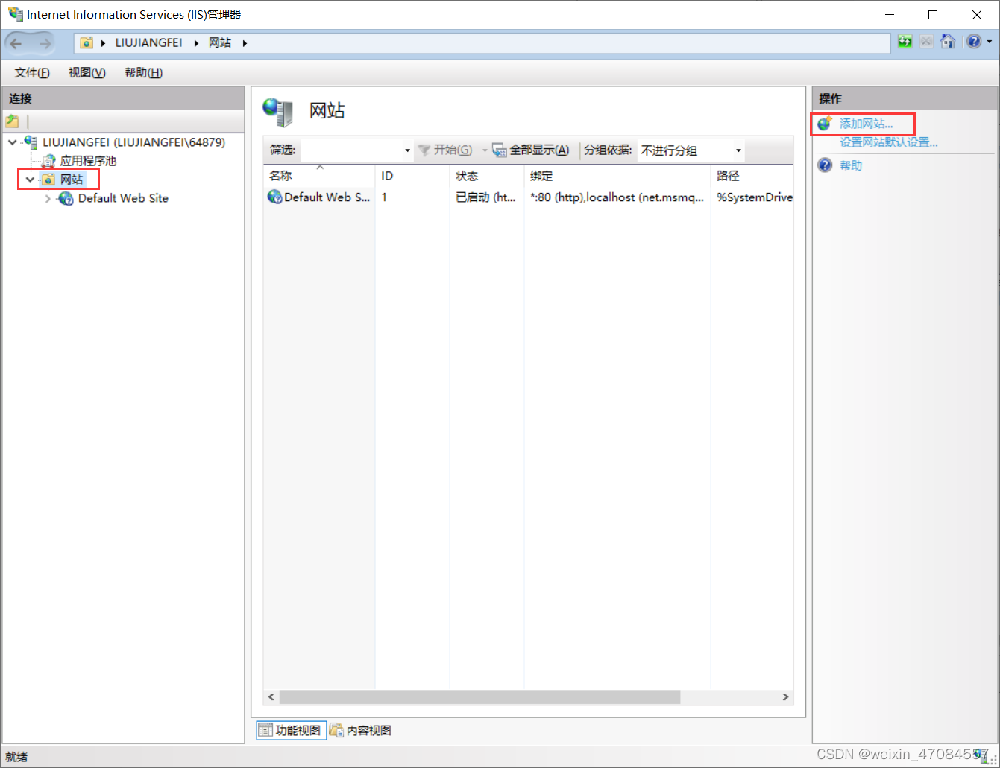 Internet Information Services (IIS)管理器
LIUJIANGFEI 网站
文件(F) 视图(V) 帮助(H)
连接
LIUJIANGFEI (LIUJIANGFEI\64879)
应用程序池
网站
Default Web Site
网站
筛选: 开始(G) 全部显示(A) 分组依据: 不进行分组
名称 ID 状态 绑定 路径
Default Web S... 1 已启动 (ht... *:80 (http),localhost (net.msmq... %SystemDrive
功能视图 内容视图
操作
添加网站...
设置网站默认设置...
帮助
就绪
CSDN @weixin_47084557